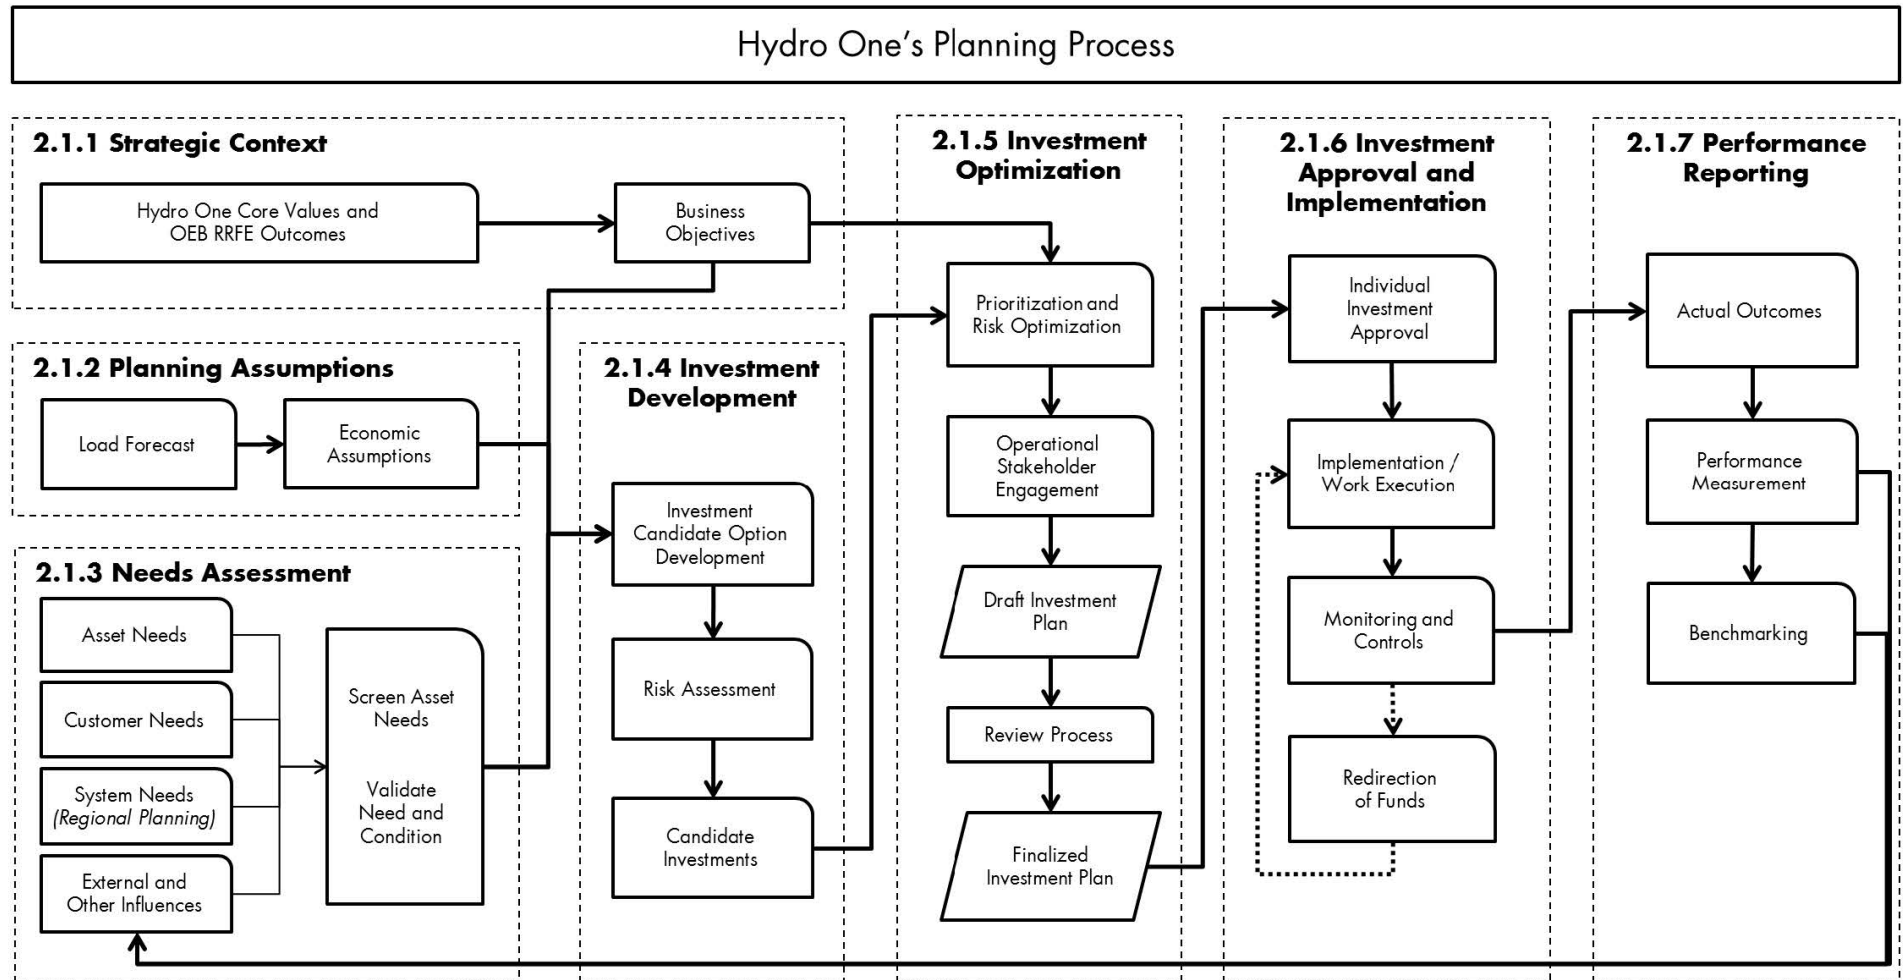 Hydro One's Planning Process
2.1.1 Strategic Context
Hydro One Core Values and
OEB RRFE Outcomes
Business
Objectives
2.1.2 Planning Assumptions
Load Forecast
Economic
Assumptions
2.1.3 Needs Assessment
Asset Needs
Customer Needs
System Needs
(Regional Planning)
External and
Other Influences
Screen Asset
Needs
Validate
Need and
Condition
2.1.4 Investment
Development
Investment
Candidate Option
Development
Risk Assessment
Candidate
Investments
2.1.5 Investment
Optimization
Prioritization and
Risk Optimization
Operational
Stakeholder
Engagement
Draft Investment
Plan
Review Process
Finalized
Investment Plan
2.1.6 Investment
Approval and
Implementation
Individual
Investment
Approval
Implementation /
Work Execution
Monitoring and
Controls
Redirection
of Funds
2.1.7 Performance
Reporting
Actual Outcomes
Performance
Measurement
Benchmarking